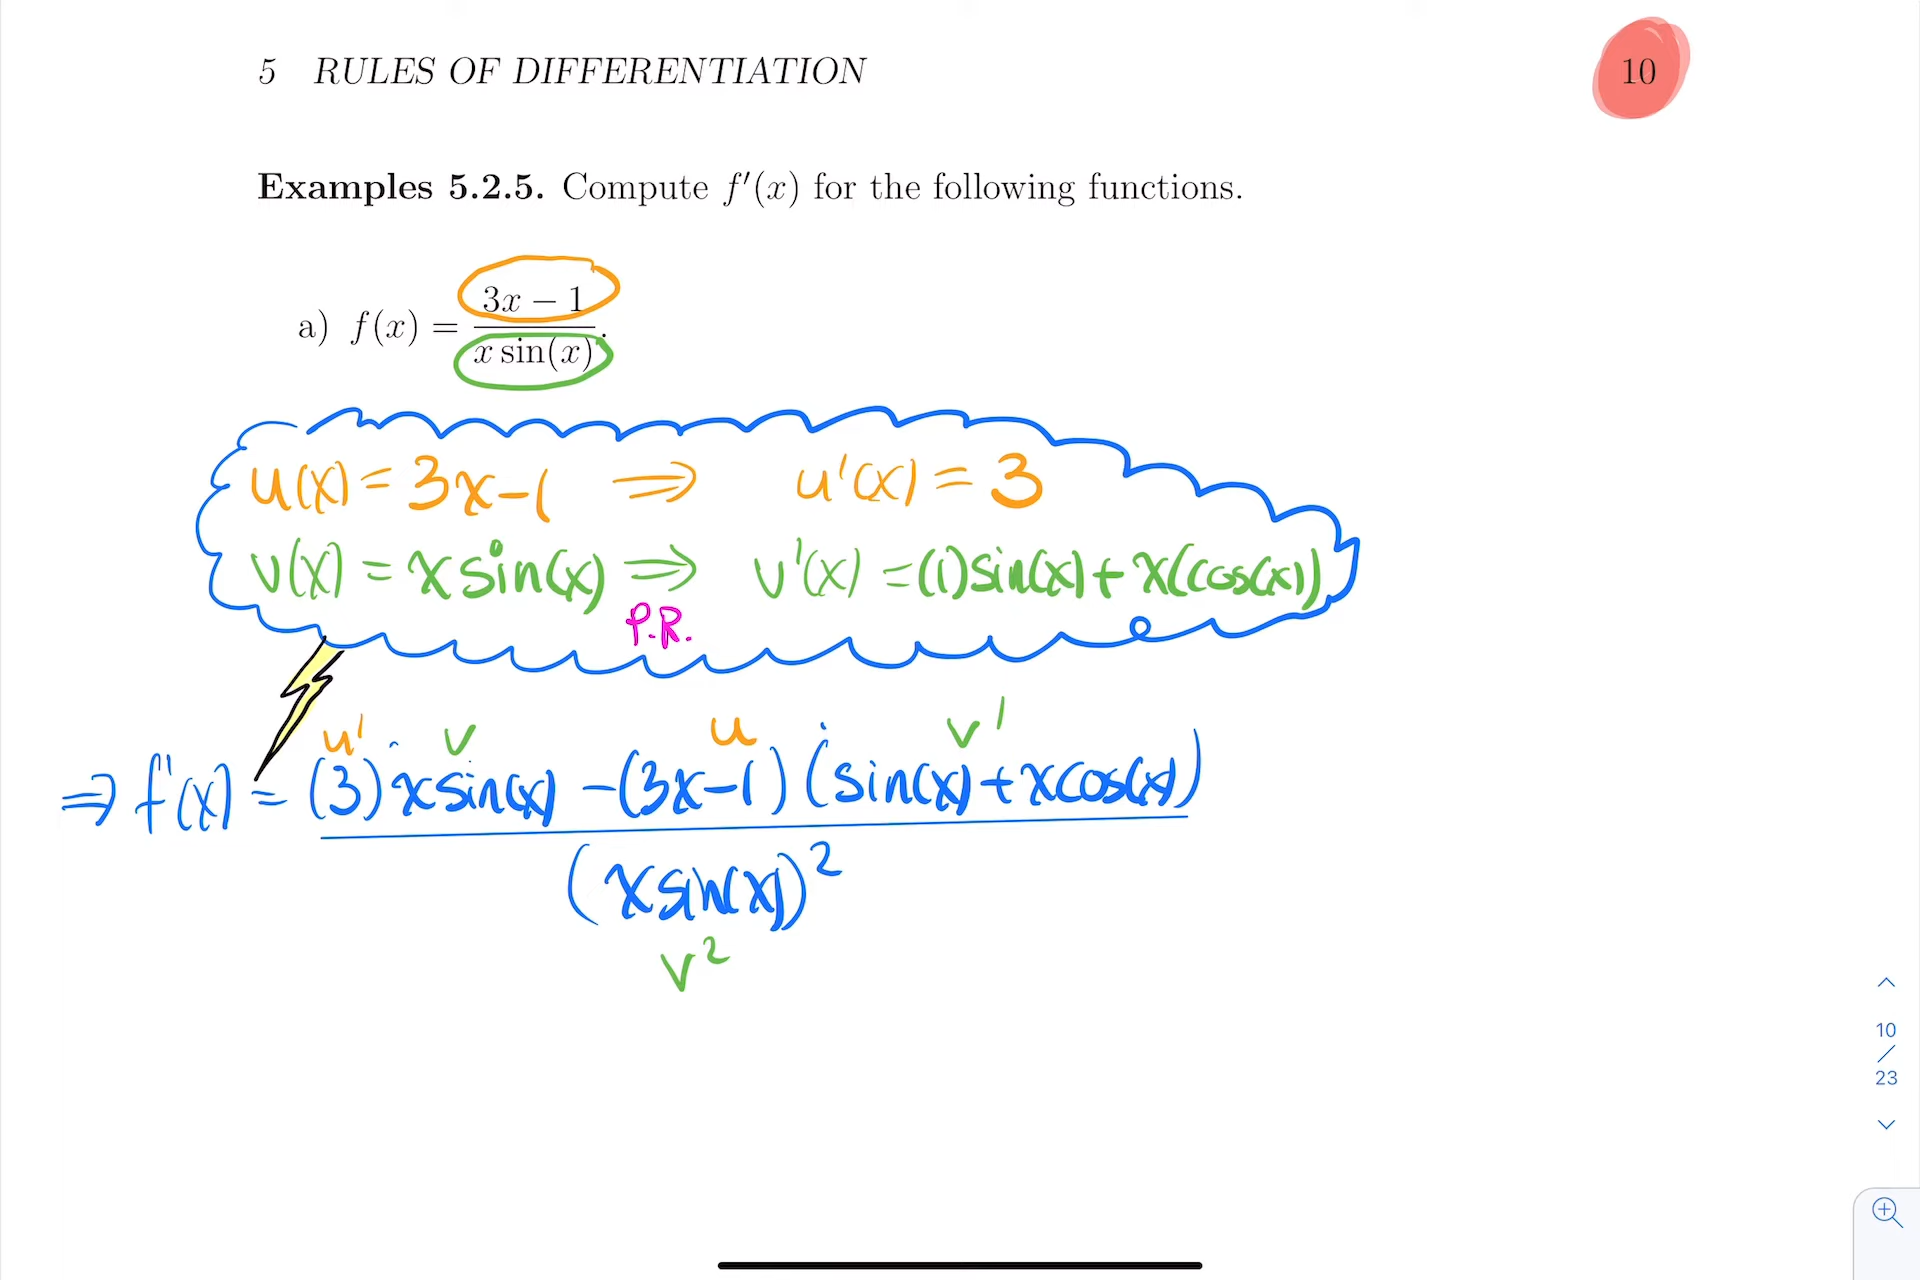 5 RULES OF DIFFERENTIATION 10
Examples 5.2.5. Compute f′(x) for the following functions.
a) f(x) = (3x − 1)/(x sin(x)).
u(x) = 3x-1 ⇒ u'(x) = 3
v(x) = x sin(x) ⇒ v'(x) = (1)sin(x) + x(cos(x))
P.R.
u' v u v'
⇒ f'(x) = (3) x sin(x) - (3x-1) (sin(x) + x cos(x))
(x sin(x))²
v²
10
/
23